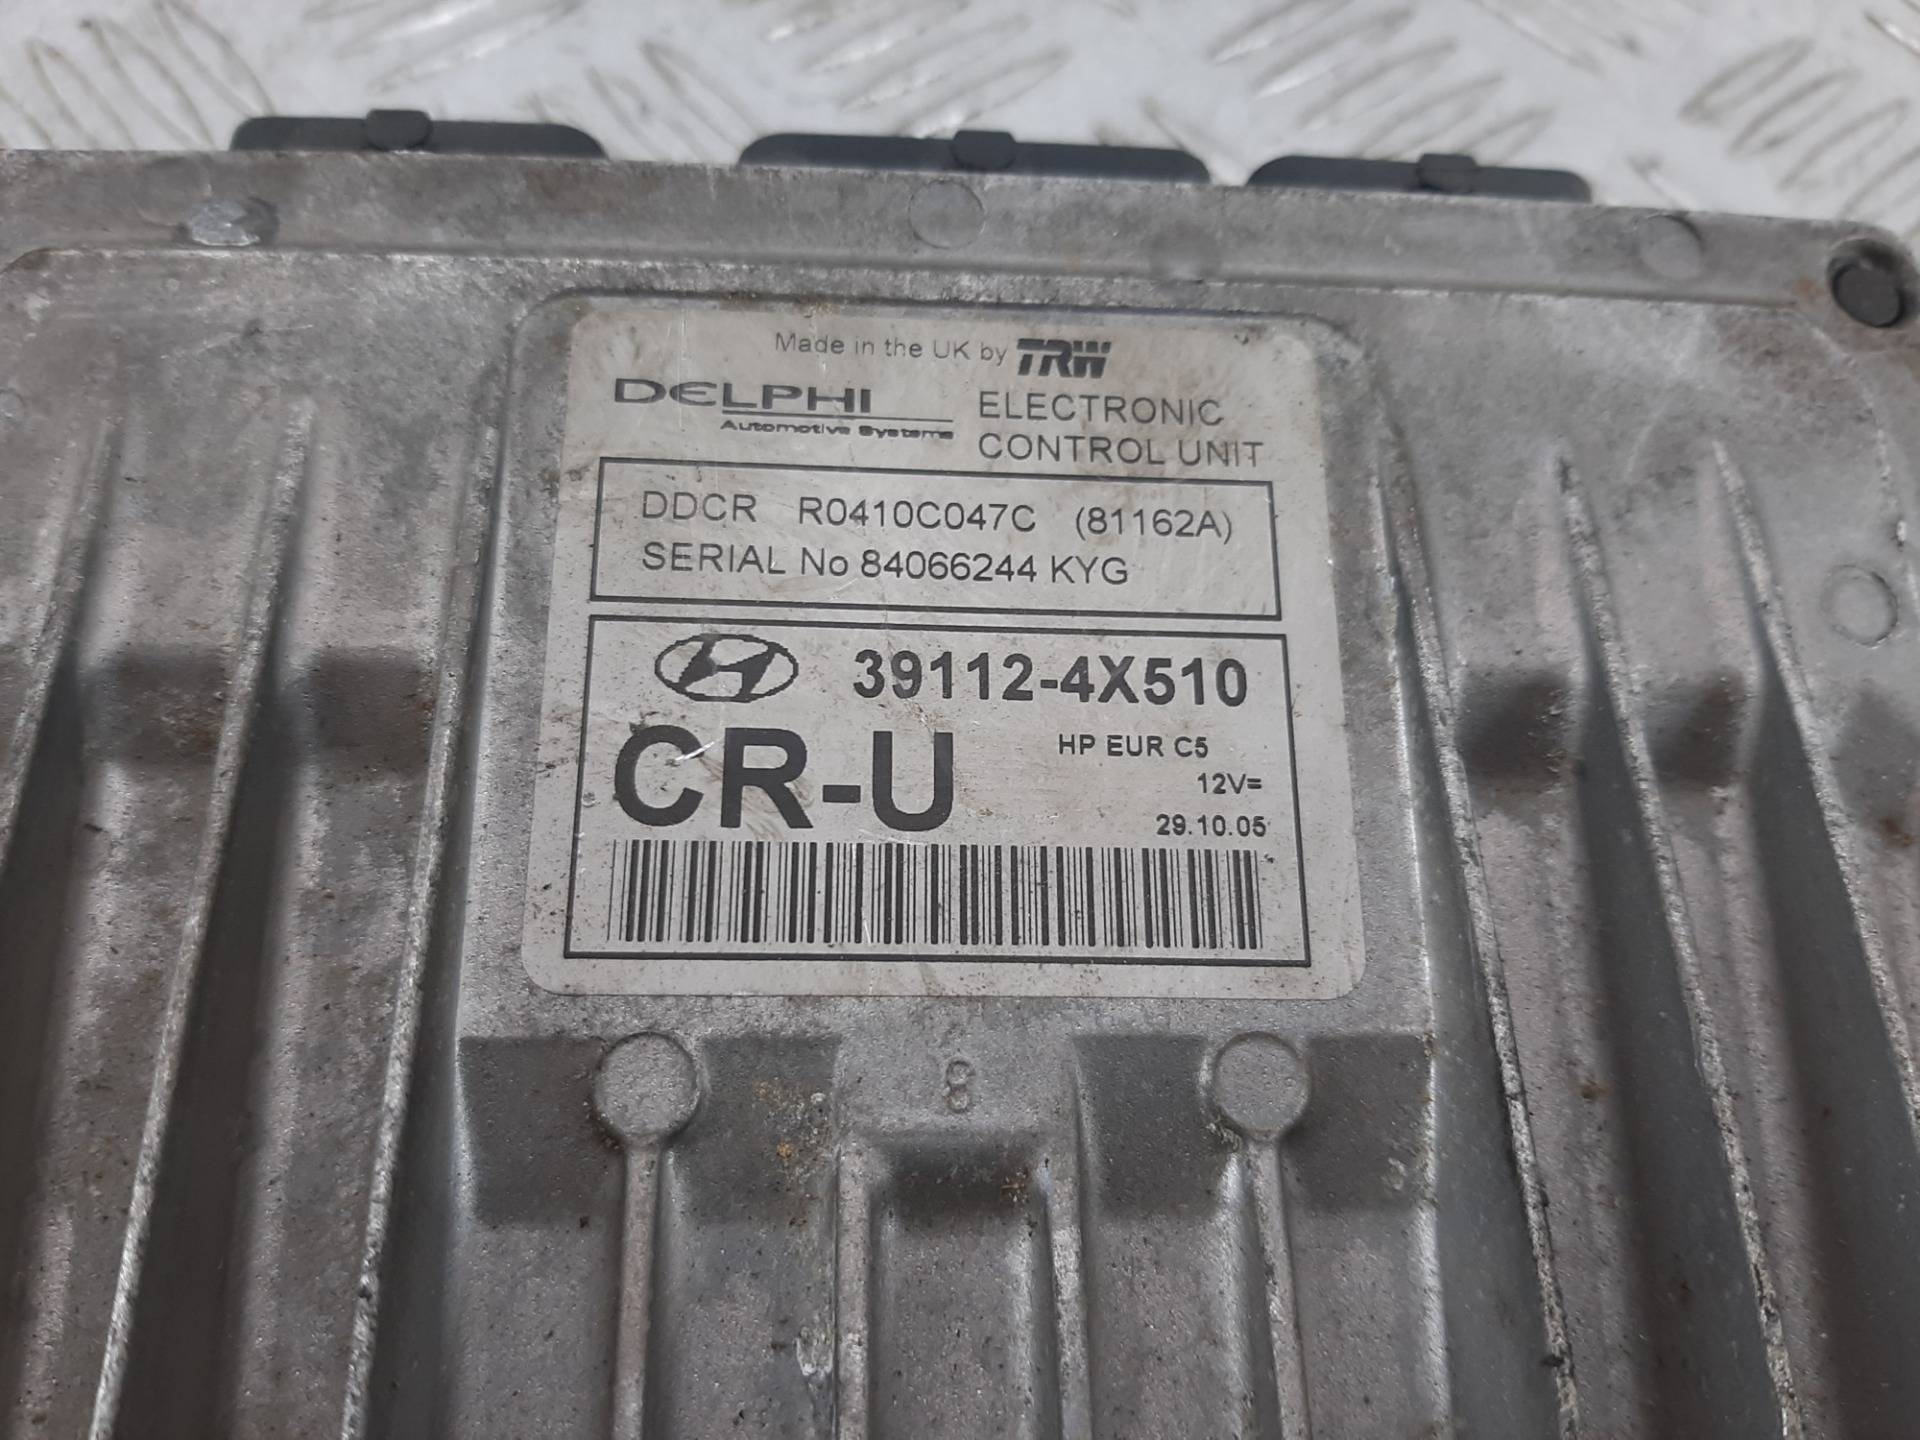 Made in the UK by TRW
DELPHI
Automotive Systems
ELECTRONIC
CONTROL UNIT
DDCR R0410C047C (81162A)
SERIAL No 84066244 KYG
39112-4X510
CR-U
HP EUR C5
12V=
29.10.05
8